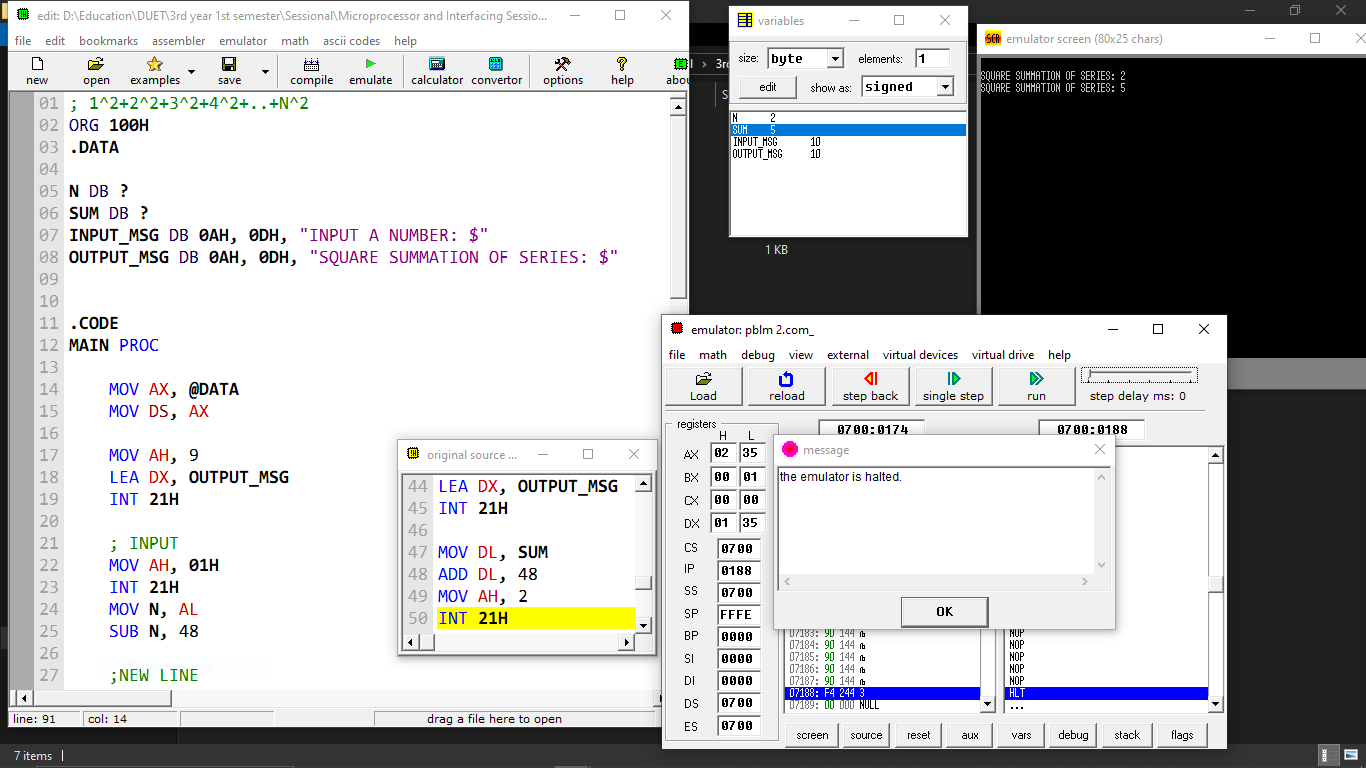 edit: D:\Education\DUET\3rd year 1st semester\Sessional\Microprocessor and Interfacing Sessio...
file edit bookmarks assembler emulator math ascii codes help
new open examples save compile emulate calculator convertor options help abou
01 ; 1^2+2^2+3^2+4^2+..+N^2
02 ORG 100H
03 .DATA
04
05 N DB ?
06 SUM DB ?
07 INPUT_MSG DB 0AH, 0DH, "INPUT A NUMBER: $"
08 OUTPUT_MSG DB 0AH, 0DH, "SQUARE SUMMATION OF SERIES: $"
09
10
11 .CODE
12 MAIN PROC
13
14 MOV AX, @DATA
15 MOV DS, AX
16
17 MOV AH, 9
18 LEA DX, OUTPUT_MSG
19 INT 21H
20
21 ; INPUT
22 MOV AH, 01H
23 INT 21H
24 MOV N, AL
25 SUB N, 48
26
27 ;NEW LINE
line: 91 col: 14 drag a file here to open
7 items
original source ...
44 LEA DX, OUTPUT_MSG
45 INT 21H
46
47 MOV DL, SUM
48 ADD DL, 48
49 MOV AH, 2
50 INT 21H
variables
size: byte elements: 1
edit show as: signed
N 2
SUM 5
INPUT_MSG 10
OUTPUT_MSG 10
1 KB
3r
S
emulator screen (80x25 chars)
SQUARE SUMMATION OF SERIES: 2
SQUARE SUMMATION OF SERIES: 5
emulator: pblm 2.com_
file math debug view external virtual devices virtual drive help
Load reload step back single step run step delay ms: 0
registers
H L
AX 02 35
BX 00 01
CX 00 00
DX 01 35
CS 0700
IP 0188
SS 0700
SP FFFE
BP 0000
SI 0000
DI 0000
DS 0700
ES 0700
0700:0174 0700:0188
message
the emulator is halted.
OK
07183: 90 144 NOP
07184: 90 144 NOP
07185: 90 144 NOP
07186: 90 144 NOP
07187: 90 144 NOP
07188: F4 244 HLT
07189: 00 000 NULL ...
screen source reset aux vars debug stack flags